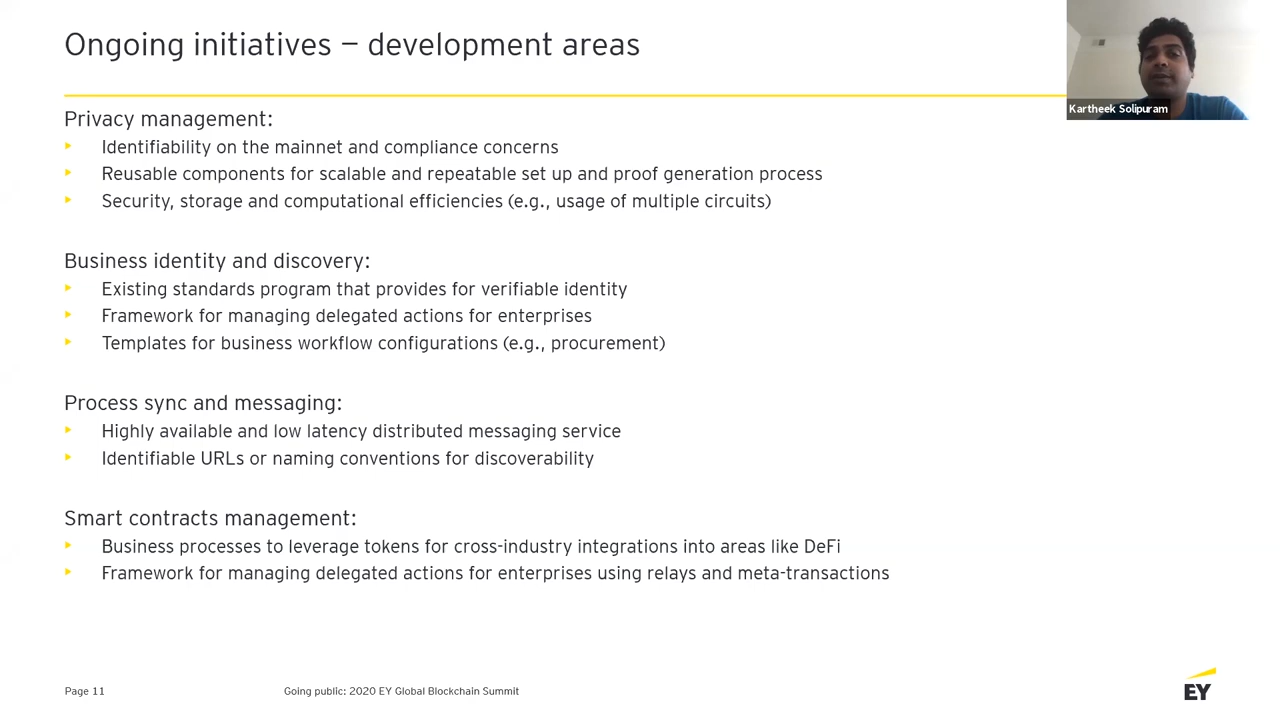 Ongoing initiatives – development areas
Kartheek Solipuram
Privacy management:
Identifiability on the mainnet and compliance concerns
Reusable components for scalable and repeatable set up and proof generation process
Security, storage and computational efficiencies (e.g., usage of multiple circuits)
Business identity and discovery:
Existing standards program that provides for verifiable identity
Framework for managing delegated actions for enterprises
Templates for business workflow configurations (e.g., procurement)
Process sync and messaging:
Highly available and low latency distributed messaging service
Identifiable URLs or naming conventions for discoverability
Smart contracts management:
Business processes to leverage tokens for cross-industry integrations into areas like DeFi
Framework for managing delegated actions for enterprises using relays and meta-transactions
Page 11
Going public: 2020 EY Global Blockchain Summit
EY